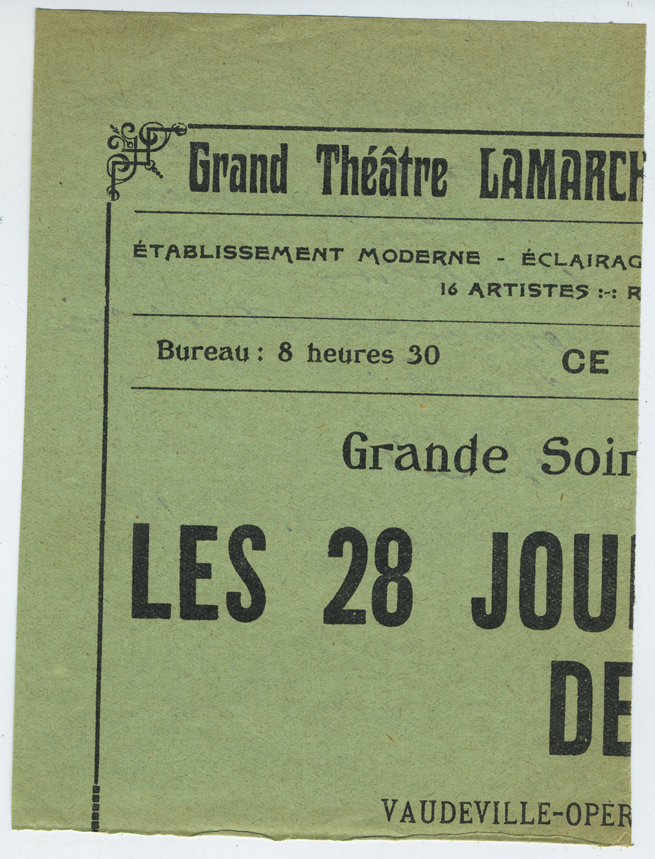 Grand Théâtre LAMARCH
ÉTABLISSEMENT MODERNE - ÉCLAIRAG
16 ARTISTES :-: R
Bureau : 8 heures 30 CE
Grande Soir
LES 28 JOU
DE
VAUDEVILLE-OPÉR